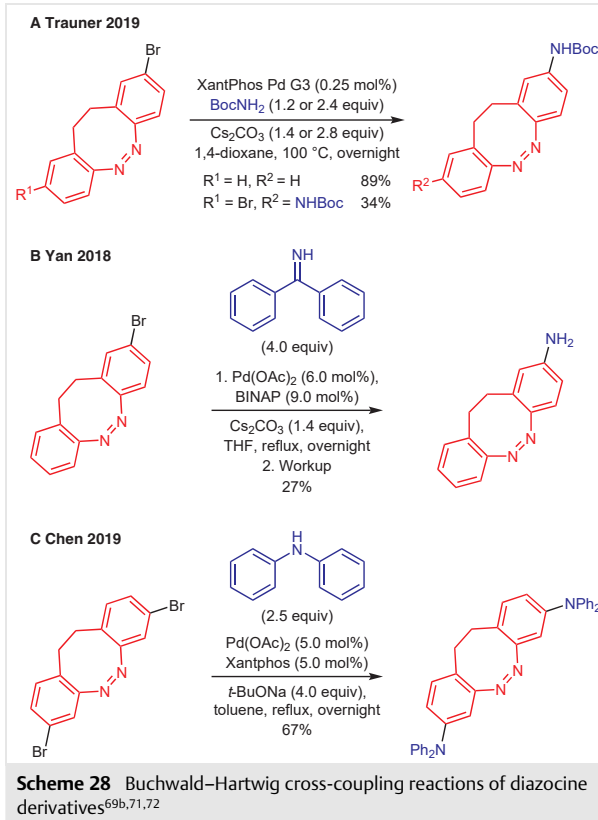 A Trauner 2019
Br
N
N
R¹
XantPhos Pd G3 (0.25 mol%)
BocNH₂ (1.2 or 2.4 equiv)
Cs₂CO₃ (1.4 or 2.8 equiv)
1,4-dioxane, 100 °C, overnight
R¹ = H, R² = H 89%
R¹ = Br, R² = NHBoc 34%
NHBoc
N
N
R²
B Yan 2018
Br
N
N
NH
(4.0 equiv)
1. Pd(OAc)₂ (6.0 mol%),
BINAP (9.0 mol%)
Cs₂CO₃ (1.4 equiv),
THF, reflux, overnight
2. Workup
27%
NH₂
N
N
C Chen 2019
Br
N
N
Br
H
N
(2.5 equiv)
Pd(OAc)₂ (5.0 mol%)
Xantphos (5.0 mol%)
t-BuONa (4.0 equiv),
toluene, reflux, overnight
67%
NPh₂
N
N
Ph₂N
Scheme 28 Buchwald–Hartwig cross-coupling reactions of diazocine
derivatives⁶⁹ᵇ,⁷¹,⁷²